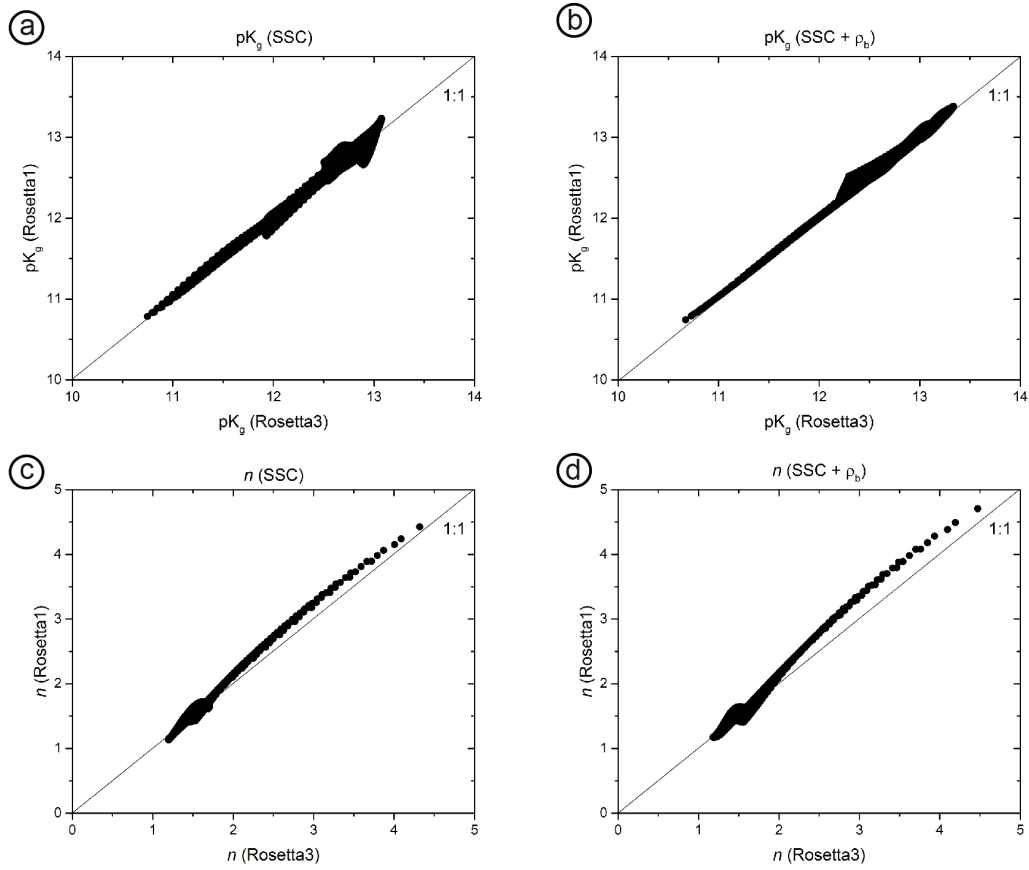 a
pKg (SSC)
14
13
12
11
10
pKg (Rosetta1)
1:1
10 11 12 13 14
pKg (Rosetta3)
b
pKg (SSC + ρb)
14
13
12
11
10
pKg (Rosetta1)
1:1
10 11 12 13 14
pKg (Rosetta3)
c
n (SSC)
5
4
3
2
1
0
n (Rosetta1)
1:1
0 1 2 3 4 5
n (Rosetta3)
d
n (SSC + ρb)
5
4
3
2
1
0
n (Rosetta1)
1:1
0 1 2 3 4 5
n (Rosetta3)